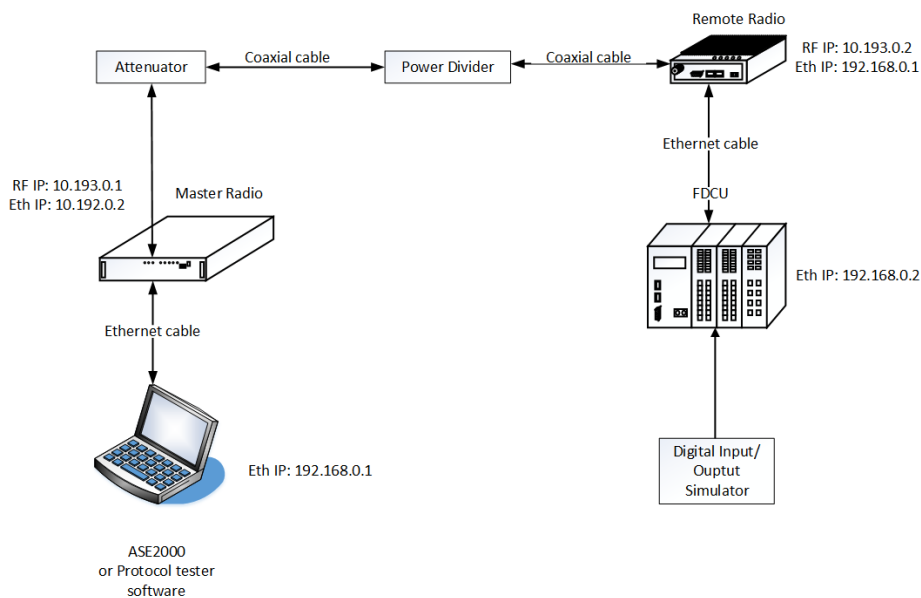 Remote Radio
RF IP: 10.193.0.2
Eth IP: 192.168.0.1
Attenuator
Coaxial cable
Power Divider
Coaxial cable
Ethernet cable
RF IP: 10.193.0.1
Eth IP: 10.192.0.2
Master Radio
FDCU
Eth IP: 192.168.0.2
Ethernet cable
Eth IP: 192.168.0.1
Digital Input/
Ouptut
Simulator
ASE2000
or Protocol tester
software